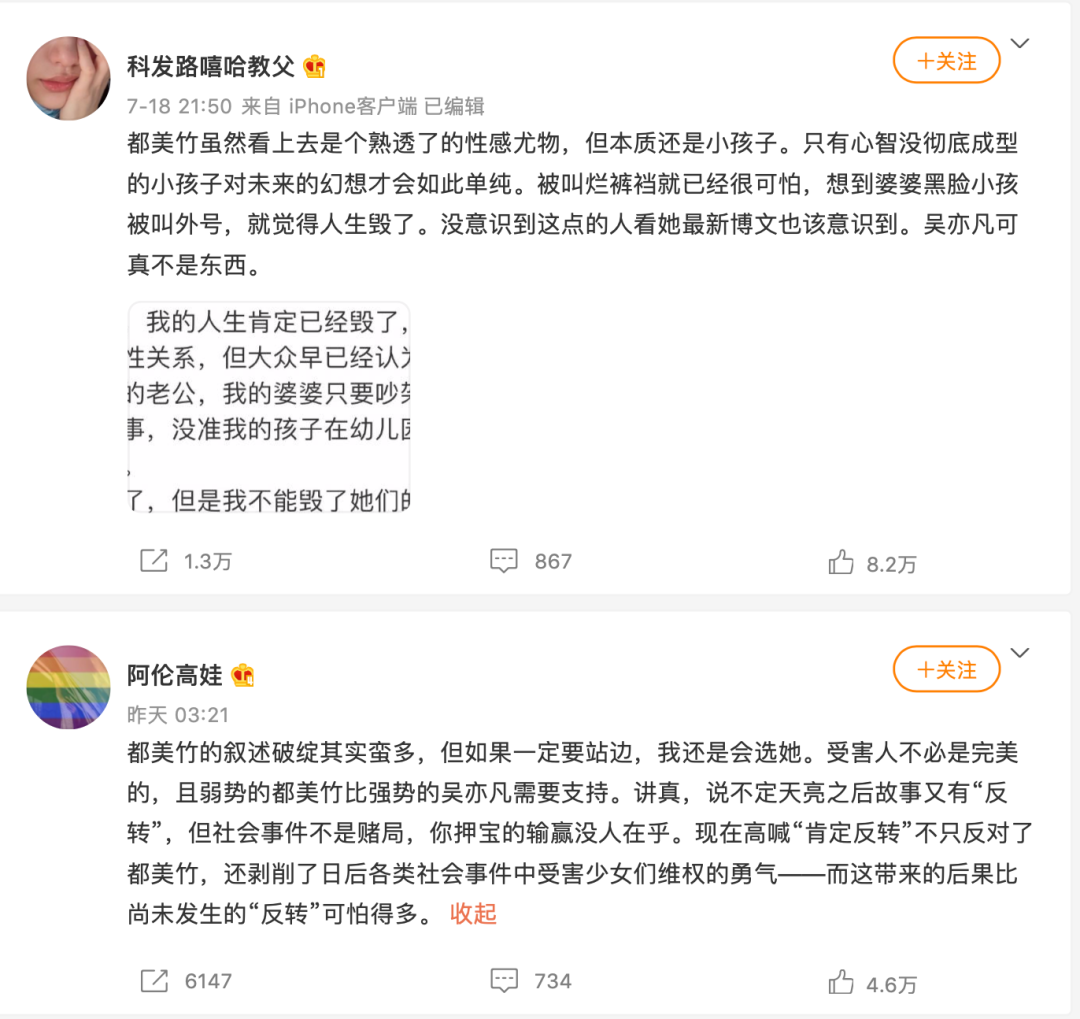 科发路嘻哈教父
+关注
7-18 21:50 来自 iPhone客户端 已编辑
都美竹虽然看上去是个熟透了的性感尤物，但本质还是小孩子。只有心智没彻底成型
的小孩子对未来的幻想才会如此单纯。被叫烂裤裆就已经很可怕，想到婆婆黑脸小孩
被叫外号，就觉得人生毁了。没意识到这点的人看她最新博文也该意识到。吴亦凡可
真不是东西。
我的人生肯定已经毁了，
性关系，但大众早已经认为
的老公，我的婆婆只要吵架
事，没准我的孩子在幼儿园
，
了，但是我不能毁了她们的
1.3万 867 8.2万
阿伦高娃
+关注
昨天 03:21
都美竹的叙述破绽其实蛮多，但如果一定要站边，我还是会选她。受害人不必是完美
的，且弱势的都美竹比强势的吴亦凡需要支持。讲真，说不定天亮之后故事又有“反
转”，但社会事件不是赌局，你押宝的输赢没人在乎。现在高喊“肯定反转”不只反对了
都美竹，还剥削了日后各类社会事件中受害少女们维权的勇气——而这带来的后果比
尚未发生的“反转”可怕得多。 收起
6147 734 4.6万